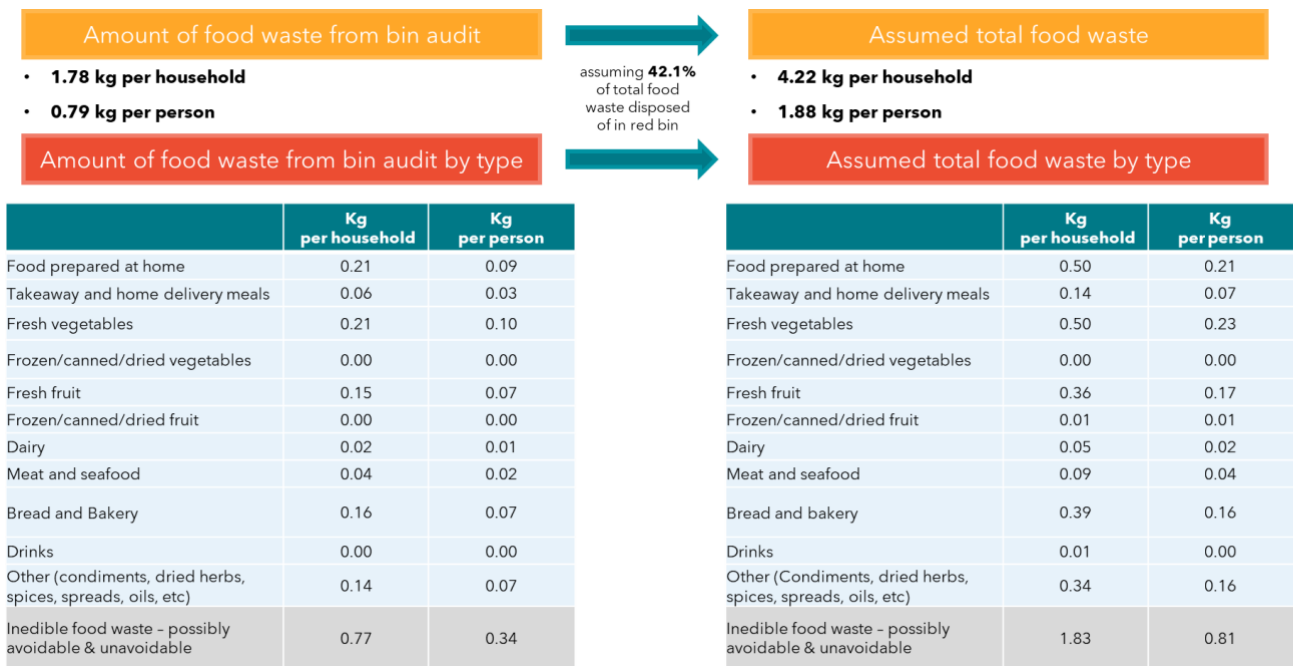 Amount of food waste from bin audit
Assumed total food waste
• 1.78 kg per household
• 0.79 kg per person
assuming 42.1%
of total food
waste disposed
of in red bin
• 4.22 kg per household
• 1.88 kg per person
Amount of food waste from bin audit by type
Assumed total food waste by type
Kg
per household
Kg
per person
Food prepared at home 0.21 0.09
Takeaway and home delivery meals 0.06 0.03
Fresh vegetables 0.21 0.10
Frozen/canned/dried vegetables 0.00 0.00
Fresh fruit 0.15 0.07
Frozen/canned/dried fruit 0.00 0.00
Dairy 0.02 0.01
Meat and seafood 0.04 0.02
Bread and Bakery 0.16 0.07
Drinks 0.00 0.00
Other (condiments, dried herbs,
spices, spreads, oils, etc) 0.14 0.07
Inedible food waste – possibly
avoidable & unavoidable 0.77 0.34
Kg
per household
Kg
per person
Food prepared at home 0.50 0.21
Takeaway and home delivery meals 0.14 0.07
Fresh vegetables 0.50 0.23
Frozen/canned/dried vegetables 0.00 0.00
Fresh fruit 0.36 0.17
Frozen/canned/dried fruit 0.01 0.01
Dairy 0.05 0.02
Meat and seafood 0.09 0.04
Bread and bakery 0.39 0.16
Drinks 0.01 0.00
Other (Condiments, dried herbs,
spices, spreads, oils, etc) 0.34 0.16
Inedible food waste – possibly
avoidable & unavoidable 1.83 0.81